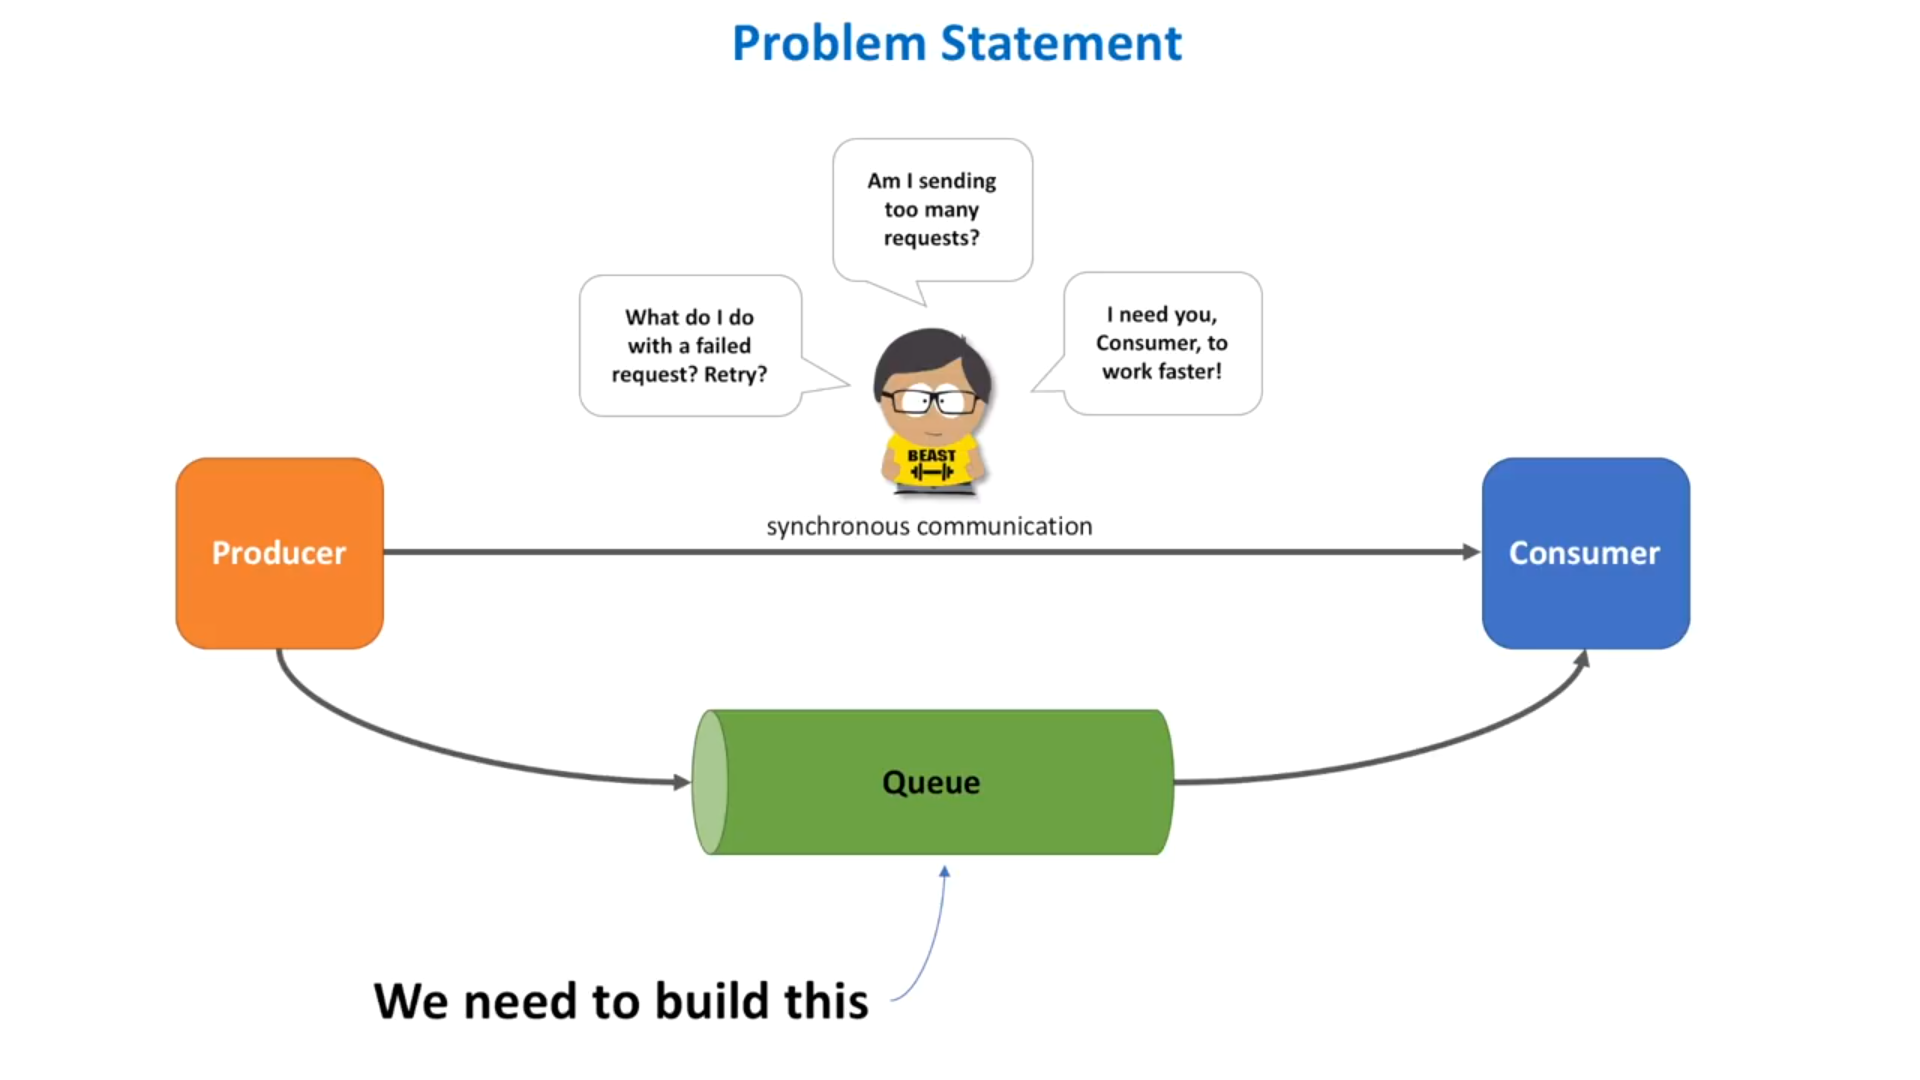 Problem Statement
Am I sending
too many
requests?
What do I do
with a failed
request? Retry?
I need you,
Consumer, to
work faster!
BEAST
synchronous communication
Producer
Consumer
Queue
We need to build this